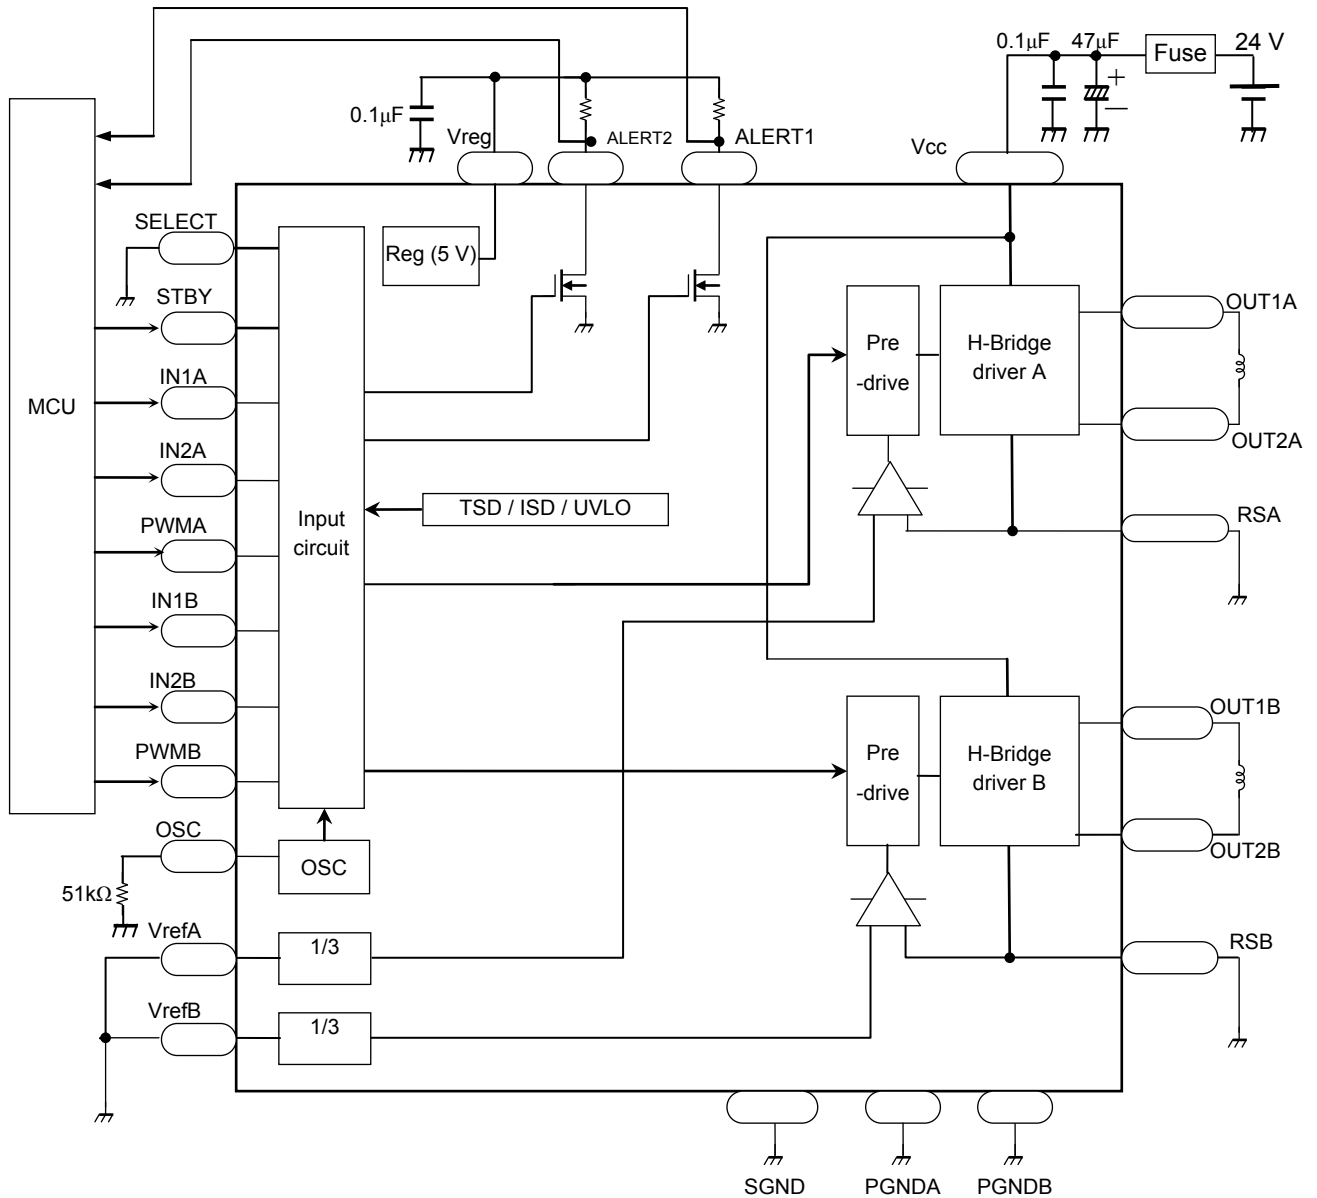 0.1μF
47μF
Fuse
24 V
0.1μF
Vreg
ALERT2
ALERT1
Vcc
SELECT
Reg (5 V)
STBY
OUT1A
Pre
-drive
H-Bridge
driver A
IN1A
MCU
OUT2A
IN2A
TSD / ISD / UVLO
RSA
PWMA
Input
circuit
IN1B
IN2B
OUT1B
PWMB
Pre
-drive
H-Bridge
driver B
OSC
OUT2B
OSC
51kΩ
VrefA
1/3
RSB
VrefB
1/3
SGND
PGNDA
PGNDB